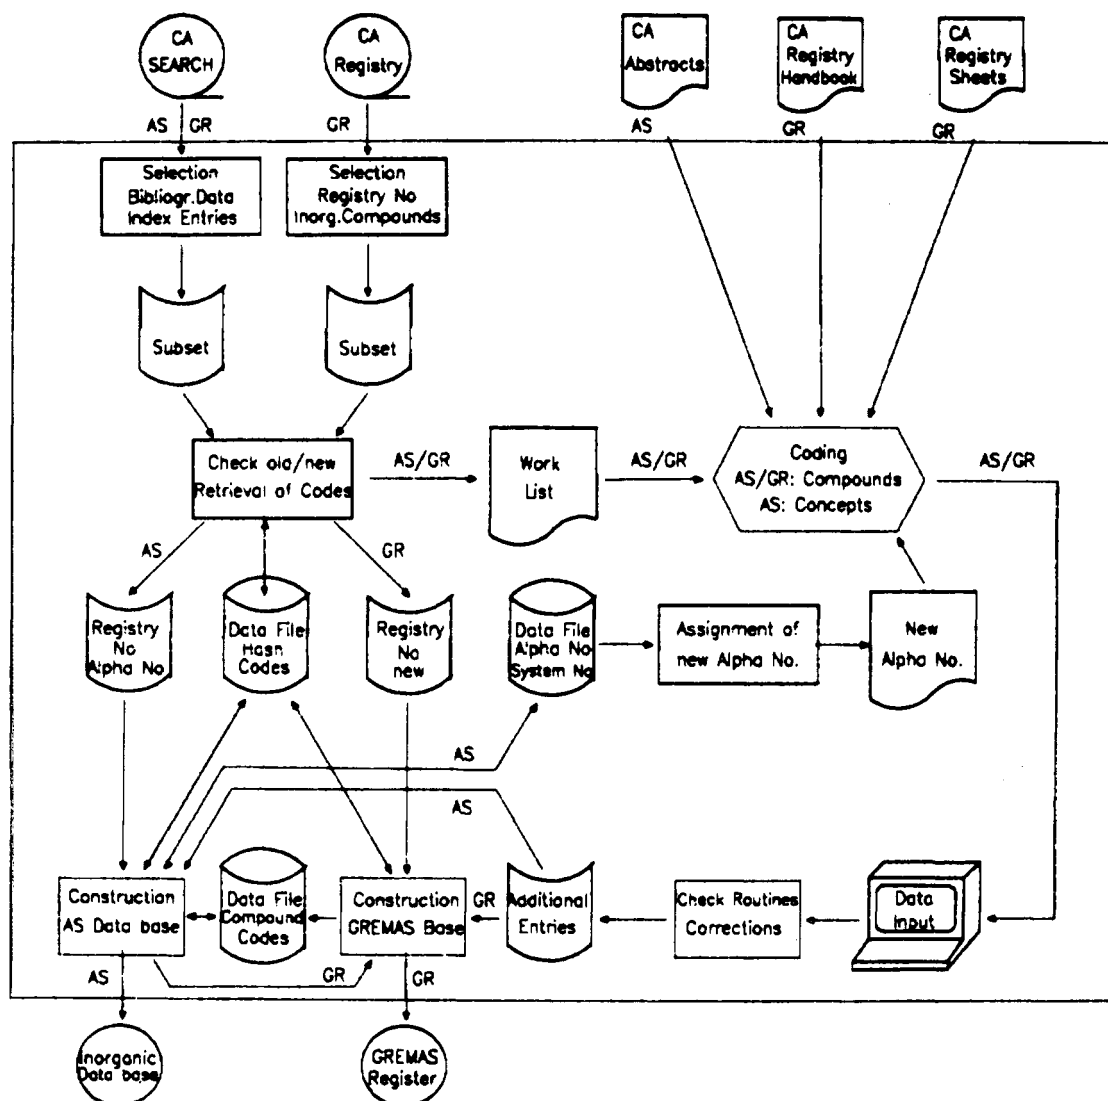 CA
SEARCH
CA
Registry
CA
Abstracts
CA
Registry
Handbook
CA
Registry
Sheets
AS
GR
GR
AS
GR
GR
Selection
Bibliogr.Data
Index Entries
Selection
Registry No
Inorg.Compounds
Subset
Subset
Check old/new
Retrieval of Codes
AS/GR
Work
List
AS/GR
Coding
AS/GR: Compounds
AS: Concepts
AS/GR
AS
GR
Registry
No
Alpha No.
Data File
Hash
Codes
Registry
No
new
Data File
Alpha No.
System No
Assignment of
new Alpha No.
New
Alpha No.
AS
AS
Construction
AS Data base
Data File
Compound
Codes
Construction
GREMAS Base
GR
Additional
Entries
Check Routines
Corrections
Data
Input
AS
GR
GR
Inorganic
Data base
GREMAS
Register